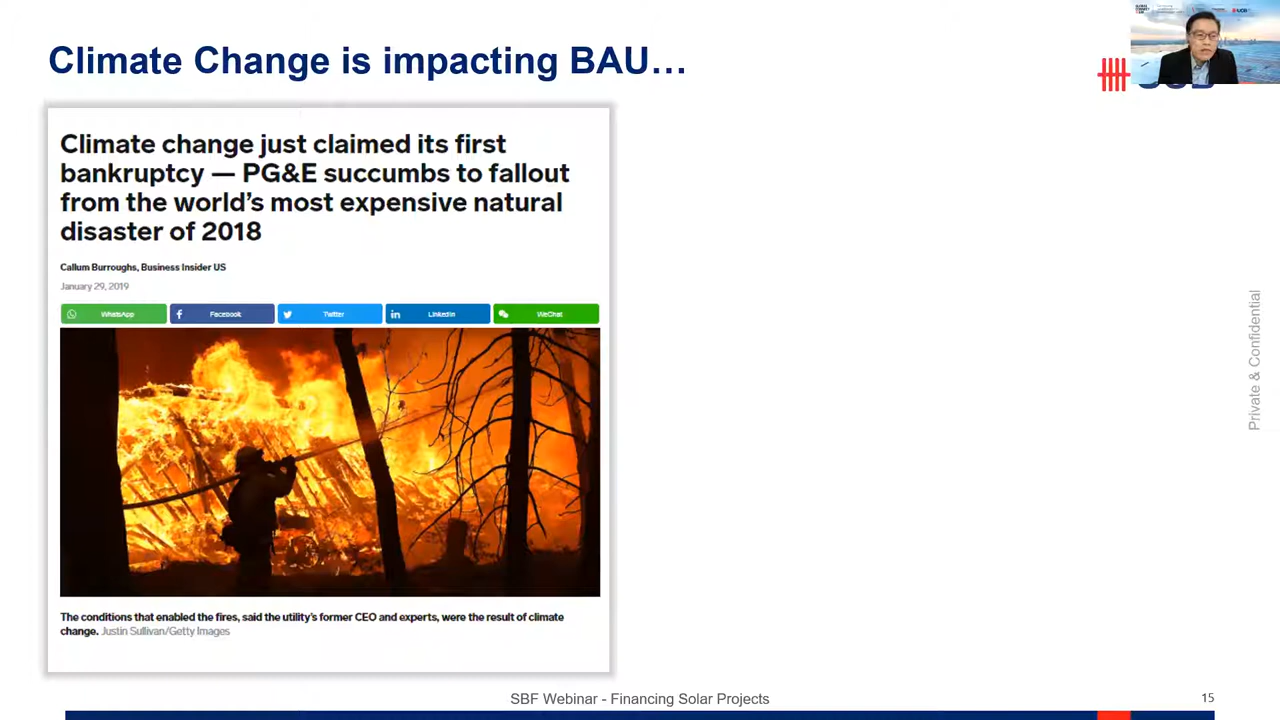 Climate Change is impacting BAU…
Climate change just claimed its first
bankruptcy — PG&E succumbs to fallout
from the world's most expensive natural
disaster of 2018
Callum Burroughs, Business Insider US
January 29, 2019
WhatsApp
Facebook
Twitter
LinkedIn
WeChat
The conditions that enabled the fires, said the utility's former CEO and experts, were the result of climate
change. Justin Sullivan/Getty Images
Private & Confidential
SBF Webinar - Financing Solar Projects
15